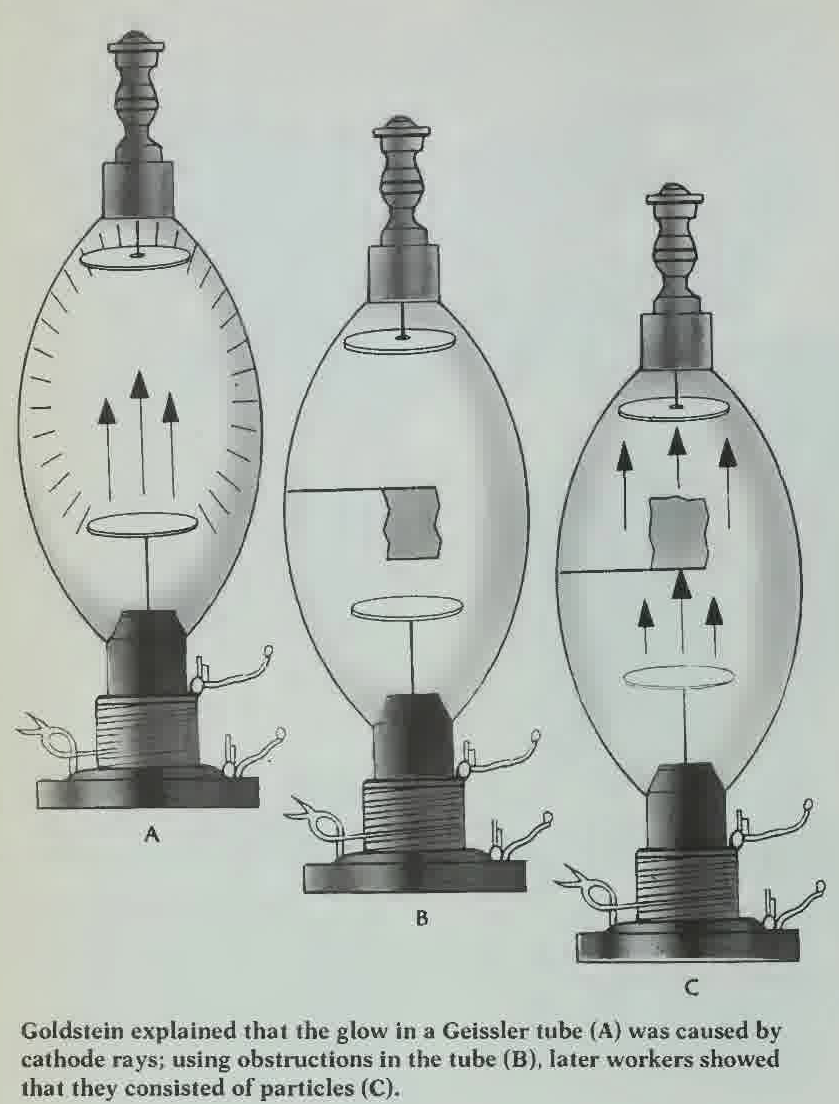 A
B
C
Goldstein explained that the glow in a Geissler tube (A) was caused by
cathode rays; using obstructions in the tube (B), later workers showed
that they consisted of particles (C).